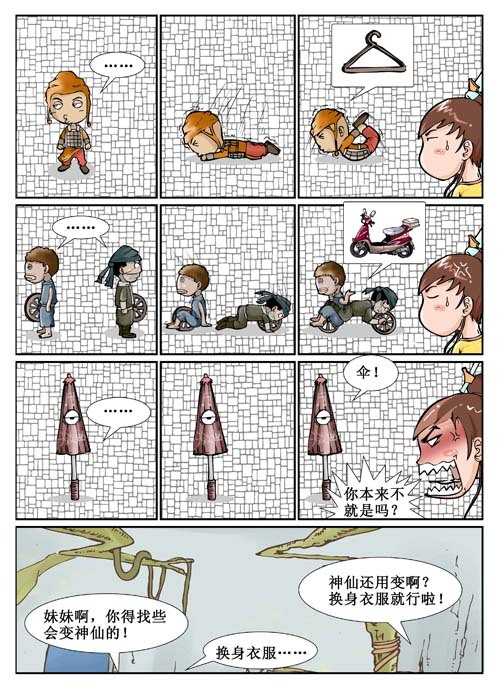 ……
……
……
伞！
你本来不
就是吗？
妹妹啊，你得找些
会变神仙的！
换身衣服……
神仙还用变啊？
换身衣服就行啦！